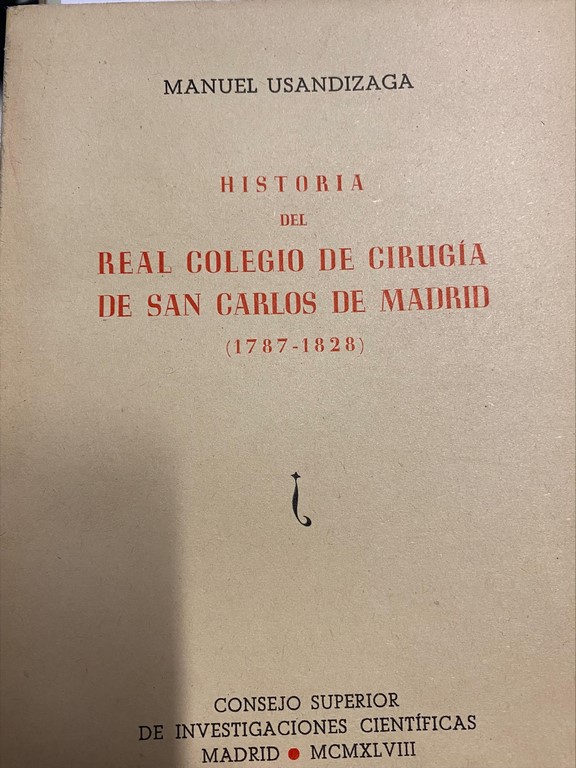 MANUEL USANDIZAGA
HISTORIA
DEL
REAL COLEGIO DE CIRUGÍA
DE SAN CARLOS DE MADRID
(1787-1828)
CONSEJO SUPERIOR
DE INVESTIGACIONES CIENTÍFICAS
MADRID ● MCMXLVIII